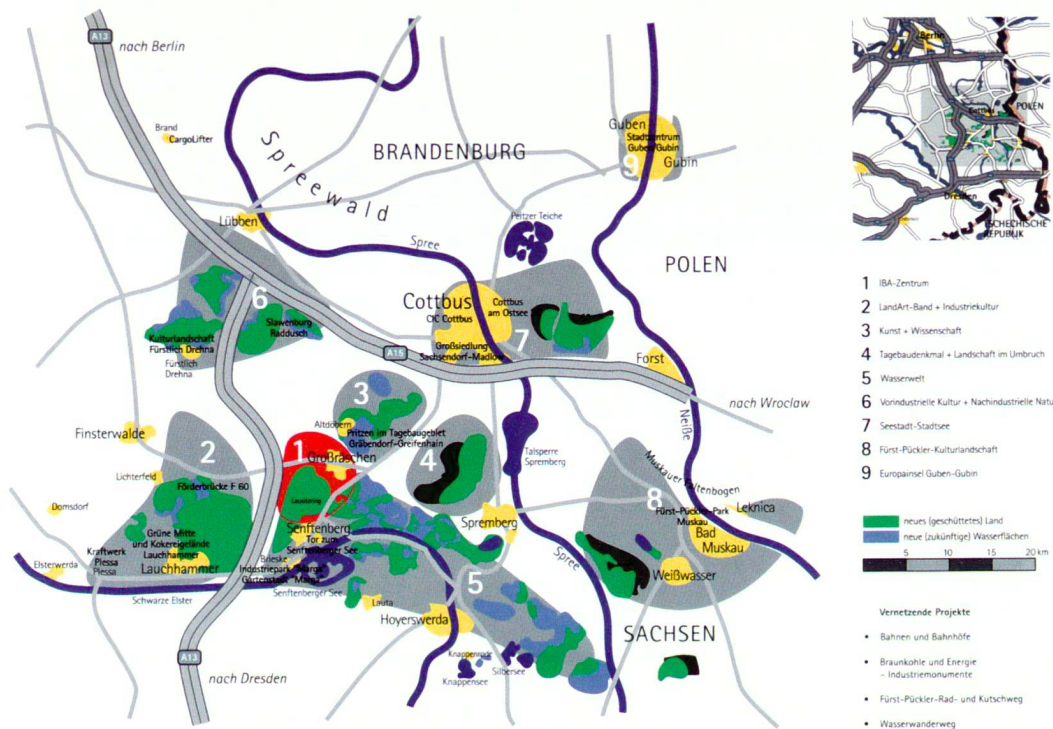 A13
nach Berlin
Brand
CargoLifter
Spreewald
BRANDENBURG
Guben
Stadtzentrum
Guben/Gubin
9
Gubin
Lübben
Peitzer Teiche
Spree
POLEN
6
Slawenburg
Raddusch
Kulturlandschaft
Fürstlich Drehna
Fürstlich
Drehna
Cottbus
CIC Cottbus
Cottbus
am Ostsee
Großsiedlung
Sachsendorf-Madlow
7
A15
Forst
nach Wroclaw
Neiße
3
Altdöbern
Pritzen im Tagebaugebiet
Gräbendorf-Greifenhain
Finsterwalde
2
Lichterfeld
Förderbrücke F 60
1
Großräschen
Lausitzring
4
Talsperre
Spremberg
Muskauer Faltenbogen
8
Fürst-Pückler-Park
Muskau
Leknica
Bad
Muskau
Domsdorf
Grüne Mitte
und Kokereigelände
Lauchhammer
Kraftwerk
Plessa
Plessa
Lauchhammer
Elsterwerda
Schwarze Elster
Senftenberg
Tor zum
Senftenberger See
Brieske
Industriepark "Marga"
Gartenstadt "Marga"
Senftenberger See
Spremberg
Spree
Weißwasser
5
Lauta
Hoyerswerda
SACHSEN
Knappenrode
Silbersee
Knappensee
A13
nach Dresden
Berlin
Cottbus
POLEN
Dresden
TSCHECHISCHE
REPUBLIK
1 IBA-Zentrum
2 LandArt-Band + Industriekultur
3 Kunst + Wissenschaft
4 Tagebaudenkmal + Landschaft im Umbruch
5 Wasserwelt
6 Vorindustrielle Kultur + Nachindustrielle Natu
7 Seestadt-Stadtsee
8 Fürst-Pückler-Kulturlandschaft
9 Europainsel Guben-Gubin
neues (geschüttetes) Land
neue (zukünftige) Wasserflächen
5 10 15 20 km
Vernetzende Projekte
• Bahnen und Bahnhöfe
• Braunkohle und Energie
– Industriemonumente
• Fürst-Pückler-Rad- und Kutschweg
• Wasserwanderweg